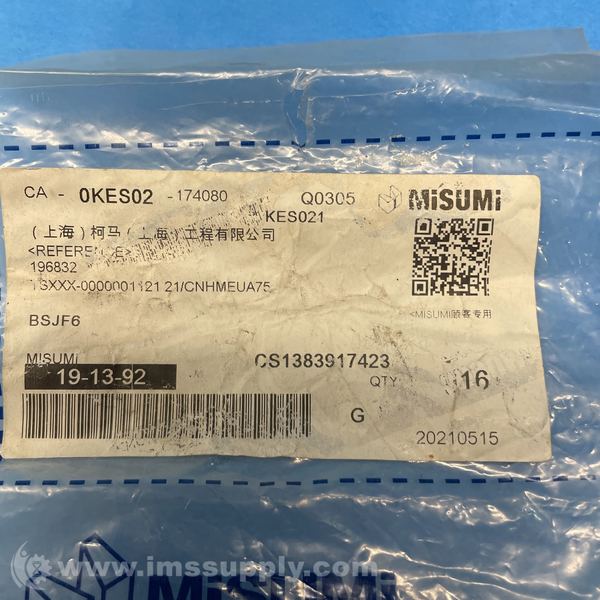 CA - 0KES02 -174080 Q0305 MiSUMi
KES021
（上海）柯马（上海）工程有限公司
<REFERENCE>
196832
TSXXX-0000001121 21/CNHMEUA75
<MiSUMi顾客专用
BSJF6
MISUMi CS1383917423
19-13-92 QTY 16
G 20210515
© www.imssupply.com
MiSUMi